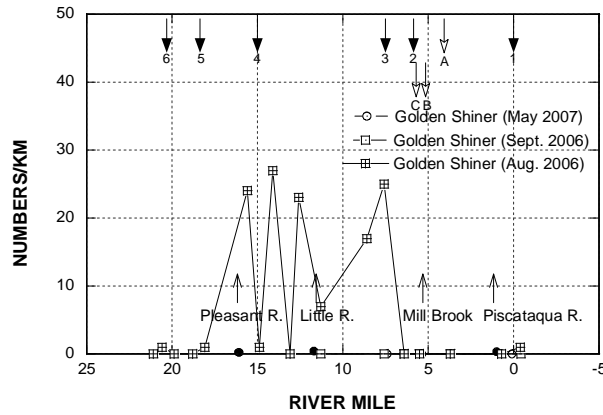 50
40
30
20
10
0
NUMBERS/KM
6
5
4
3
2
A
1
C
B
Golden Shiner (May 2007)
Golden Shiner (Sept. 2006)
Golden Shiner (Aug. 2006)
Pleasant R.
Little R.
Mill Brook
Piscataqua R.
25
20
15
10
5
0
-5
RIVER MILE